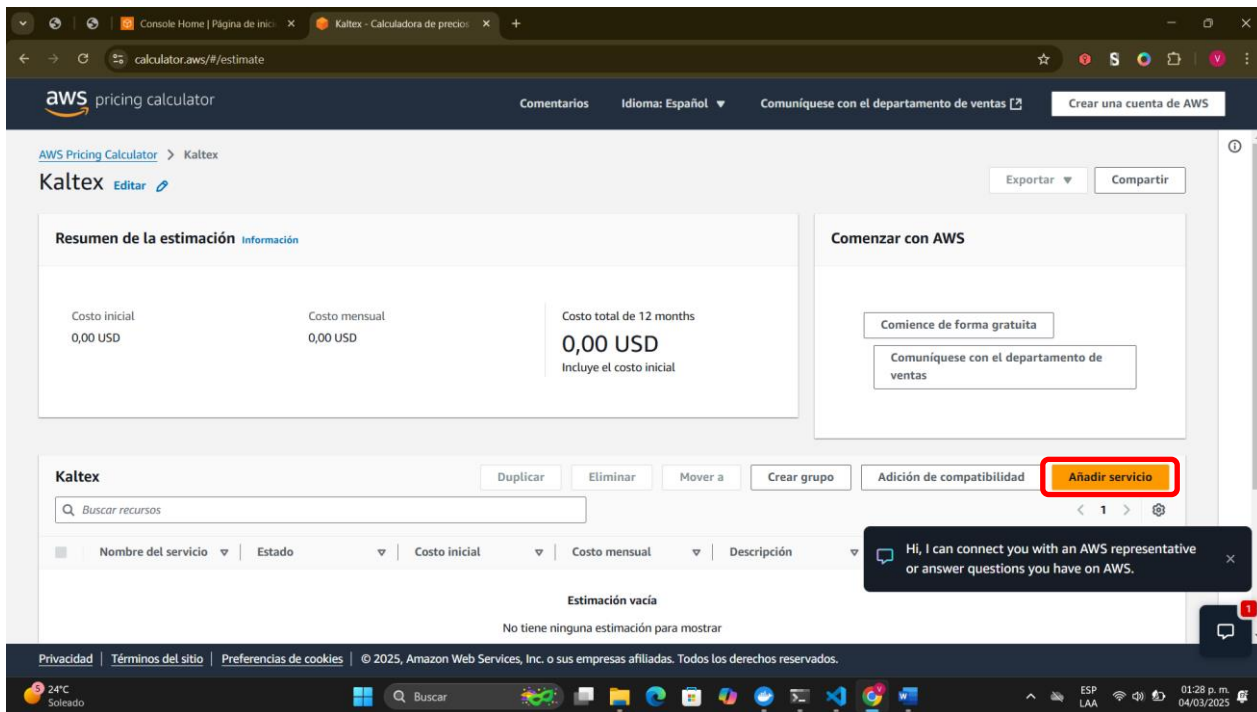 Console Home | Página de inici
Kaltex - Calculadora de precios
calculator.aws/#/estimate
V
aws pricing calculator
Comentarios
Idioma: Español
Comuníquese con el departamento de ventas
Crear una cuenta de AWS
AWS Pricing Calculator > Kaltex
Kaltex Editar
Exportar
Compartir
Resumen de la estimación Información
Comenzar con AWS
Costo inicial
0,00 USD
Costo mensual
0,00 USD
Costo total de 12 months
0,00 USD
Incluye el costo inicial
Comience de forma gratuita
Comuníquese con el departamento de
ventas
Kaltex
Duplicar
Eliminar
Mover a
Crear grupo
Adición de compatibilidad
Añadir servicio
Buscar recursos
< 1 >
Nombre del servicio
Estado
Costo inicial
Costo mensual
Descripción
Hi, I can connect you with an AWS representative
or answer questions you have on AWS.
Estimación vacía
No tiene ninguna estimación para mostrar
1
Privacidad | Términos del sitio | Preferencias de cookies | © 2025, Amazon Web Services, Inc. o sus empresas afiliadas. Todos los derechos reservados.
5
24°C
Soleado
Buscar
ESP
LAA
01:28 p. m.
04/03/2025